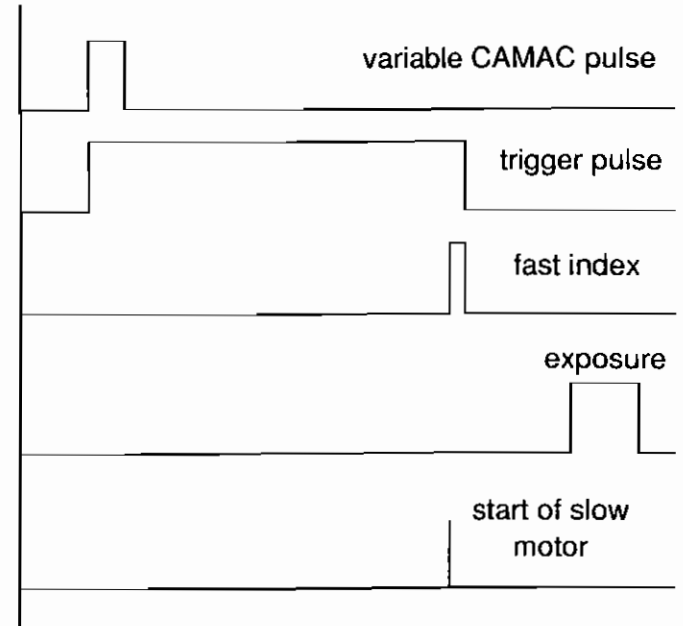 variable CAMAC pulse
trigger pulse
fast index
exposure
start of slow
motor